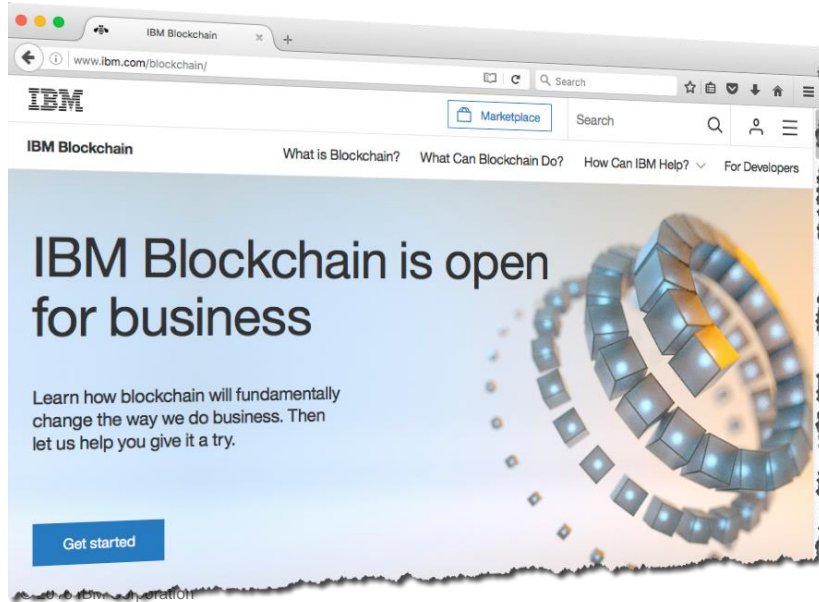 IBM Blockchain
www.ibm.com/blockchain/
Search
IBM
Marketplace
Search
IBM Blockchain
What is Blockchain?
What Can Blockchain Do?
How Can IBM Help?
For Developers
IBM Blockchain is open
for business
Learn how blockchain will fundamentally
change the way we do business. Then
let us help you give it a try.
Get started
IBM Corporation